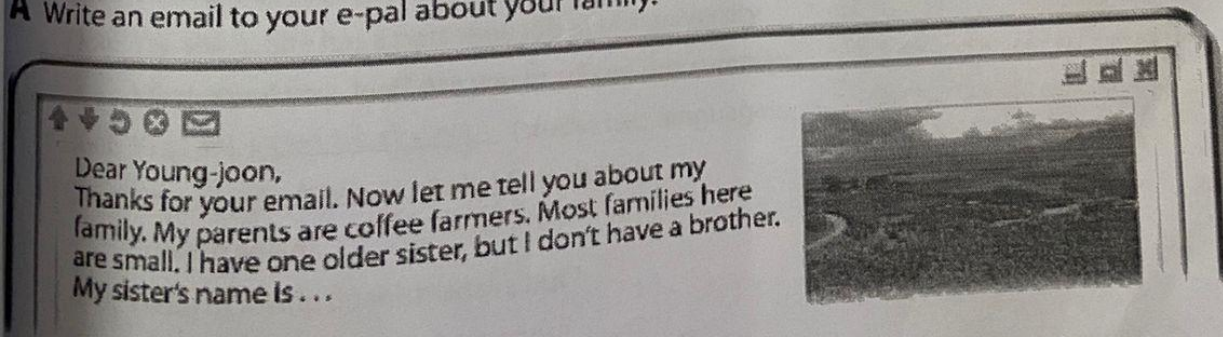 A Write an email to your e-pal about your family.
Dear Young-joon,
Thanks for your email. Now let me tell you about my
family. My parents are coffee farmers. Most families here
are small. I have one older sister, but I don't have a brother.
My sister's name is . . .